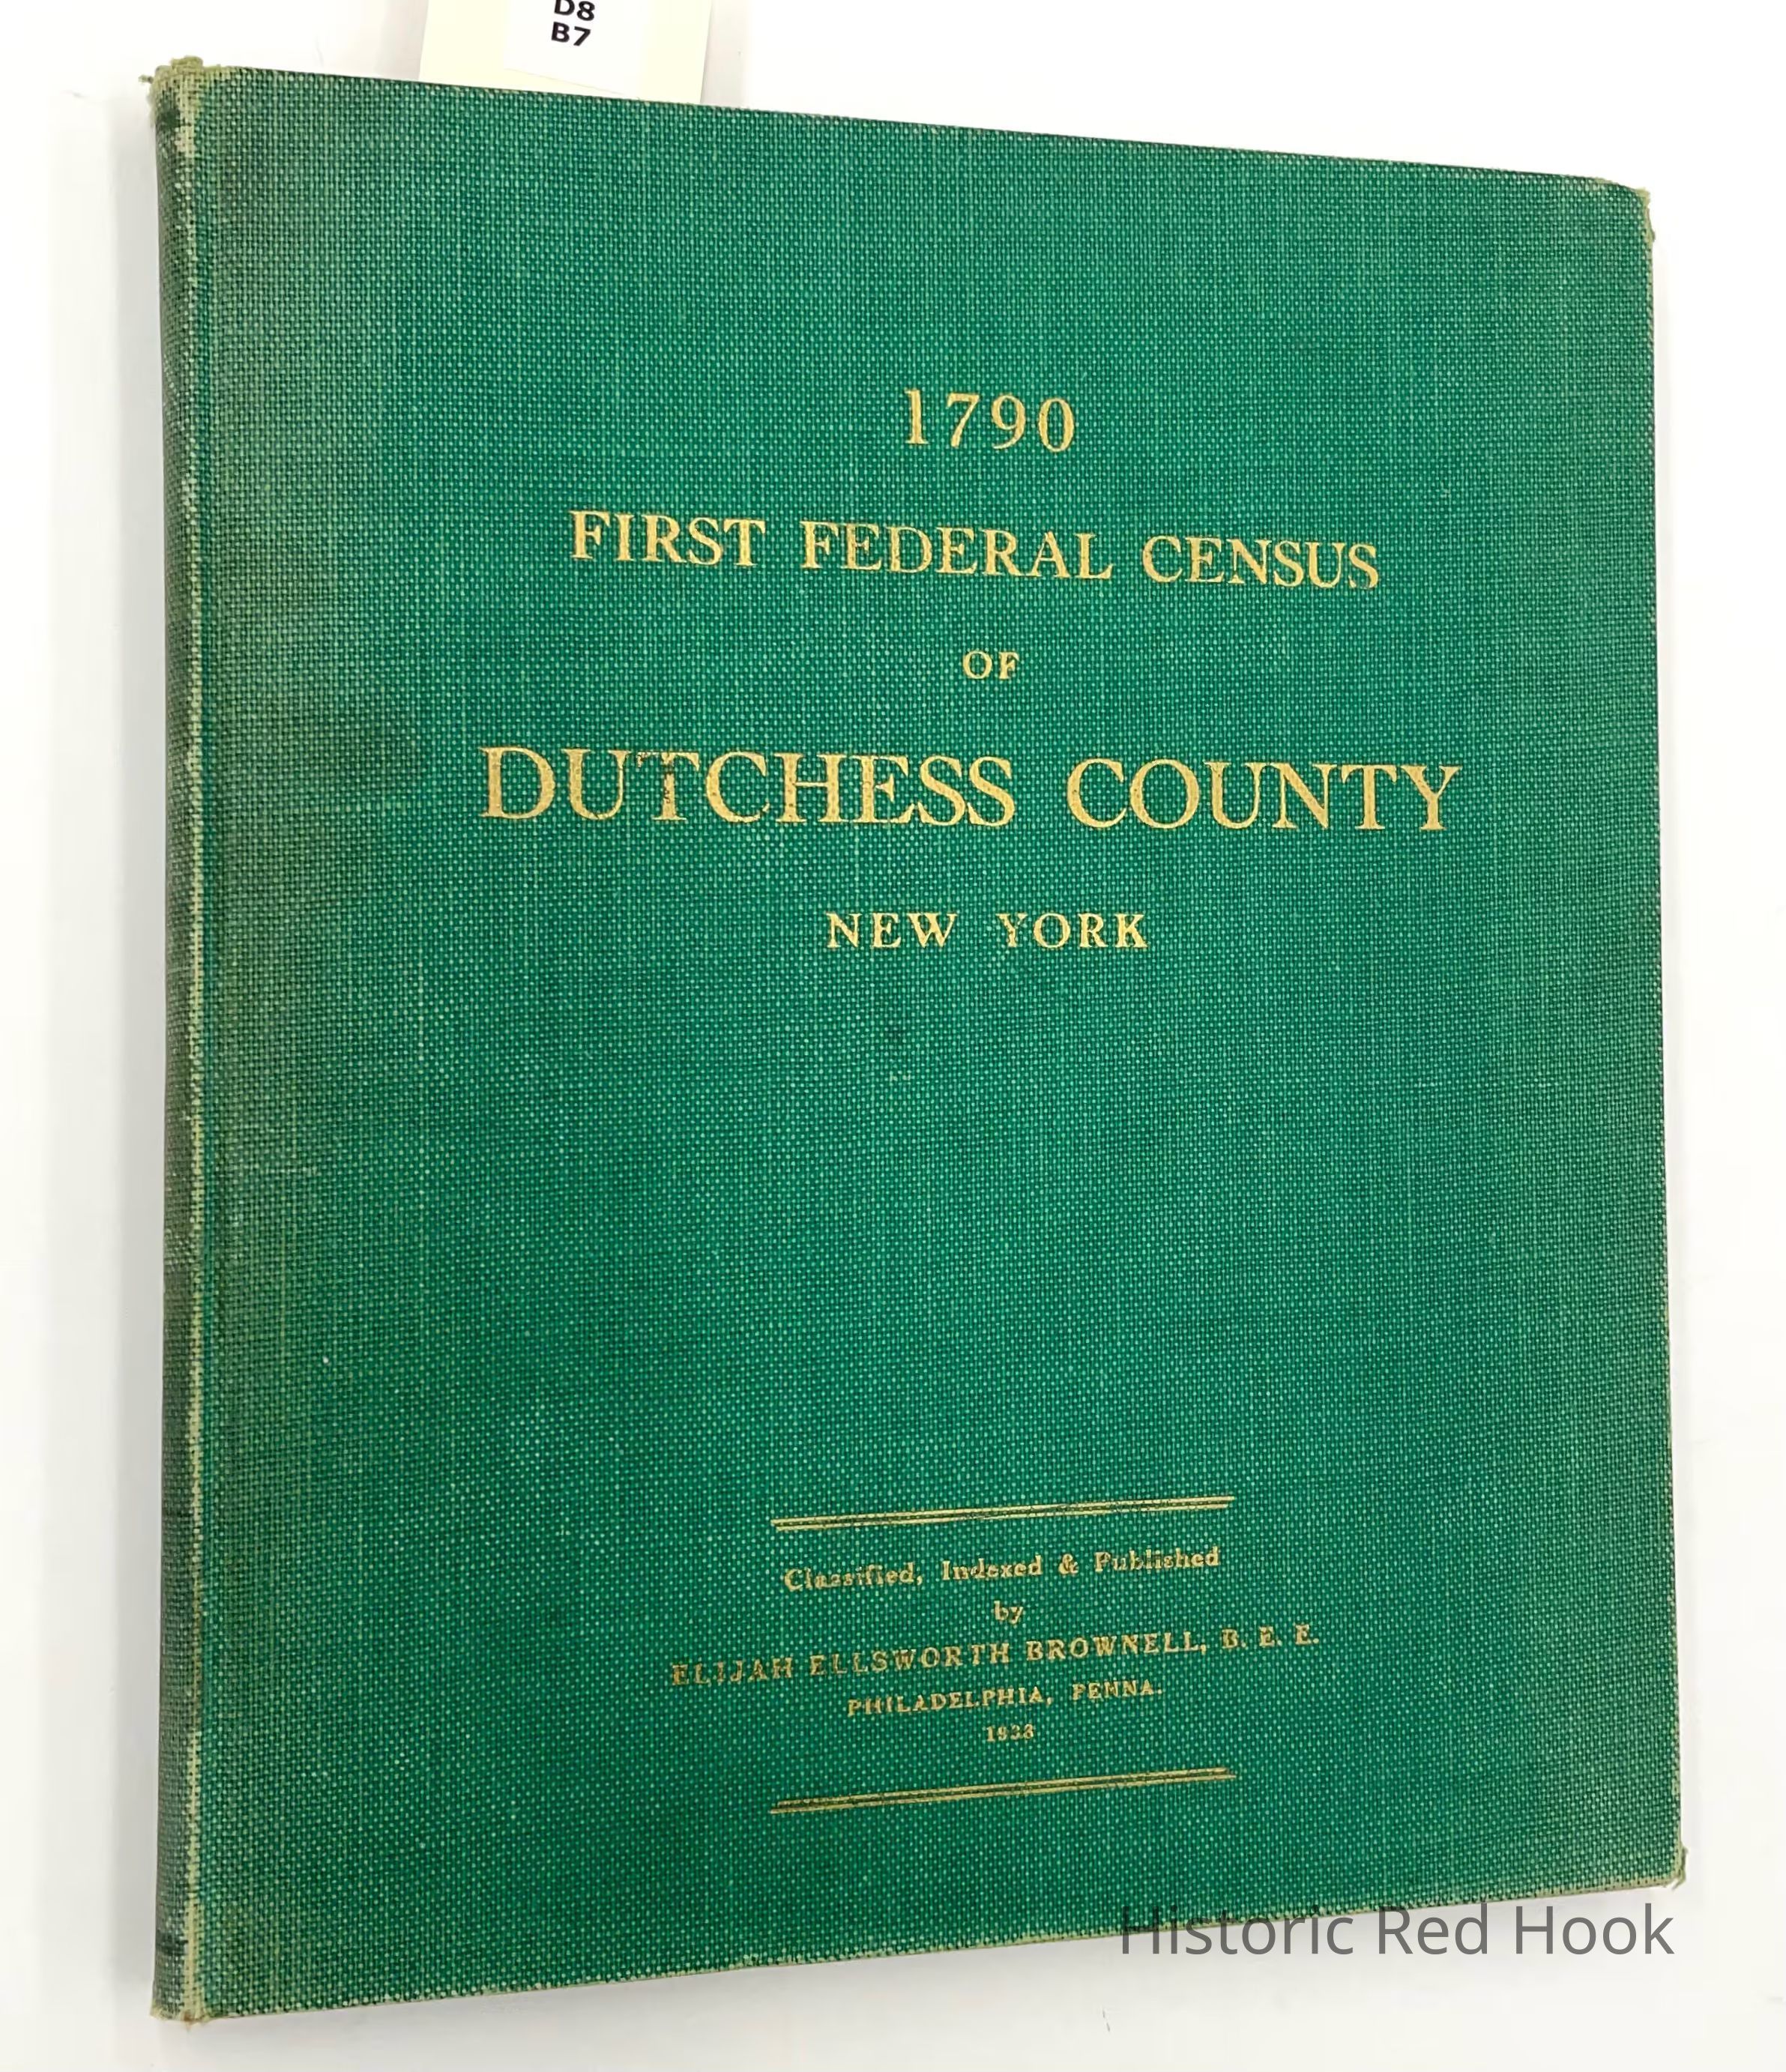 D8
B7
1790
FIRST FEDERAL CENSUS
OF
DUTCHESS COUNTY
NEW YORK
Classified, Indexed & Published
by
ELIJAH ELLSWORTH BROWNELL, B. E. E.
PHILADELPHIA, PENNA.
1938
Historic Red Hook